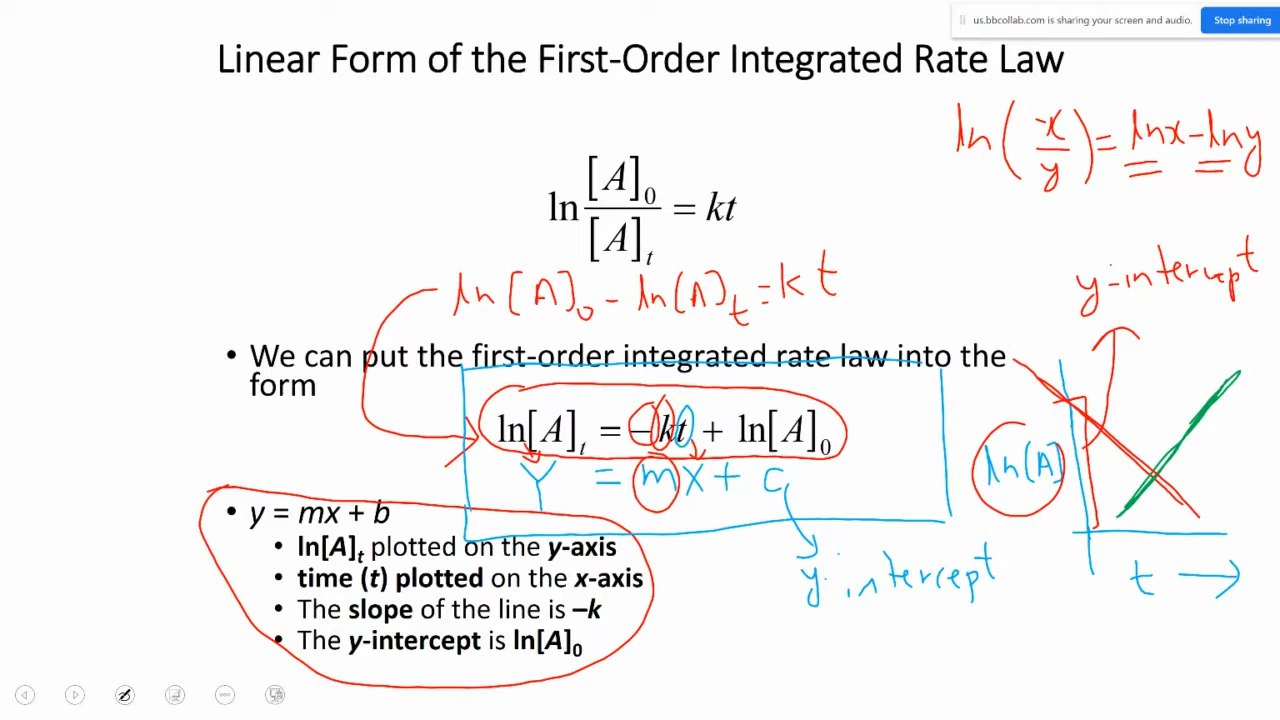 us.bbcollab.com is sharing your screen and audio. Stop sharing
Linear Form of the First-Order Integrated Rate Law
ln(x/y) = lnx - lny
ln [A]₀/[A]ₜ = kt
y-intercept
ln[A]₀ - ln[A]ₜ = kt
• We can put the first-order integrated rate law into the
form
ln[A]ₜ = –kt + ln[A]₀
Y = mx + c
ln[A]
y-intercept
t →
• y = mx + b
• ln[A]ₜ plotted on the y-axis
• time (t) plotted on the x-axis
• The slope of the line is –k
• The y-intercept is ln[A]₀